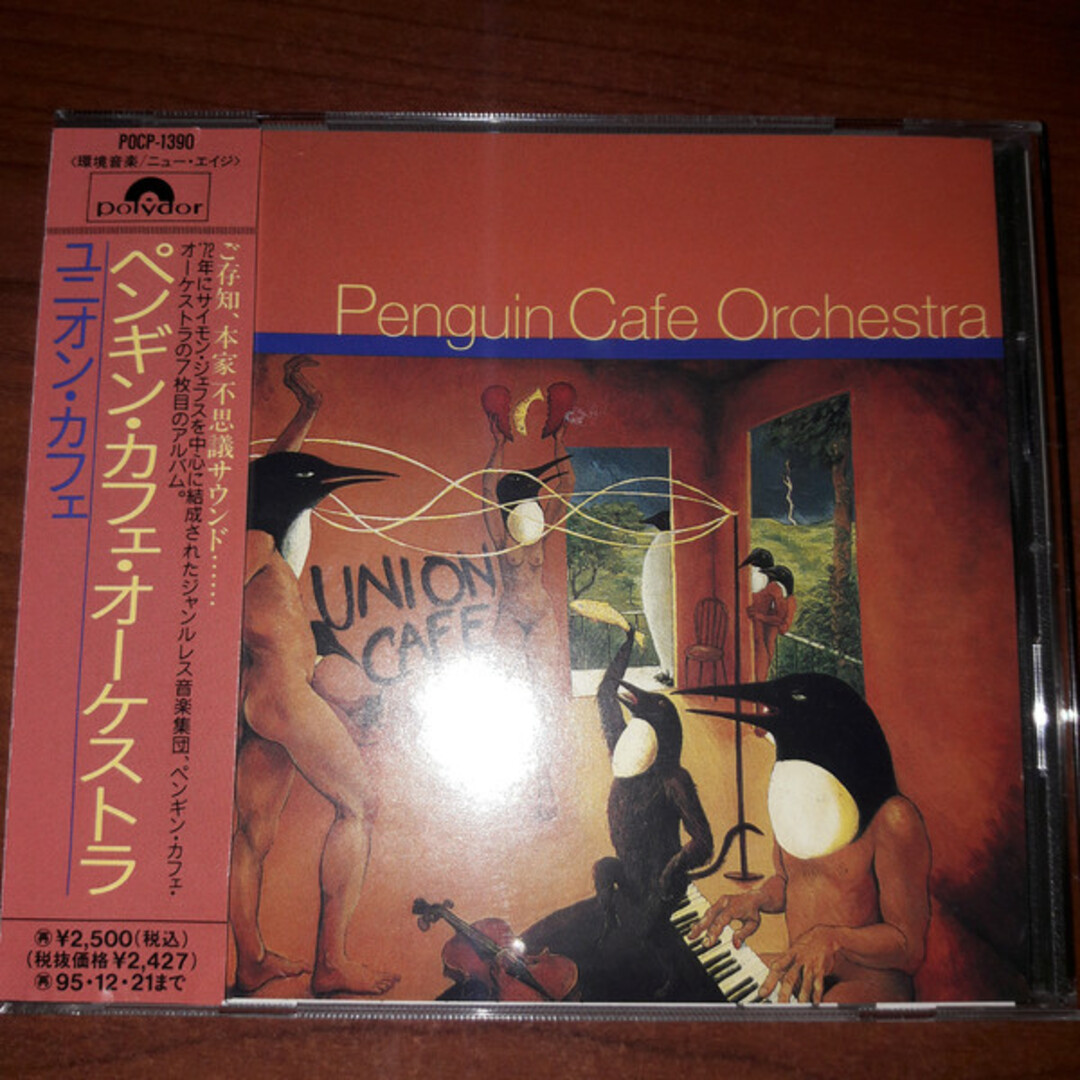 POCP-1390
〈環境音楽/ニュー・エイジ〉
polydor
ご存知、本家不思議サウンド……
'72年にサイモン・ジェフスを中心に結成されたジャンルレス音楽集団、ペンギン・カフェ・
オーケストラの7枚目のアルバム。
ペンギン・カフェ・オーケストラ
ユニオン・カフェ
㋘¥2,500(税込)
(税抜価格¥2,427)
㋘95・12・21まで
Penguin Cafe Orchestra
UNION
CAFE